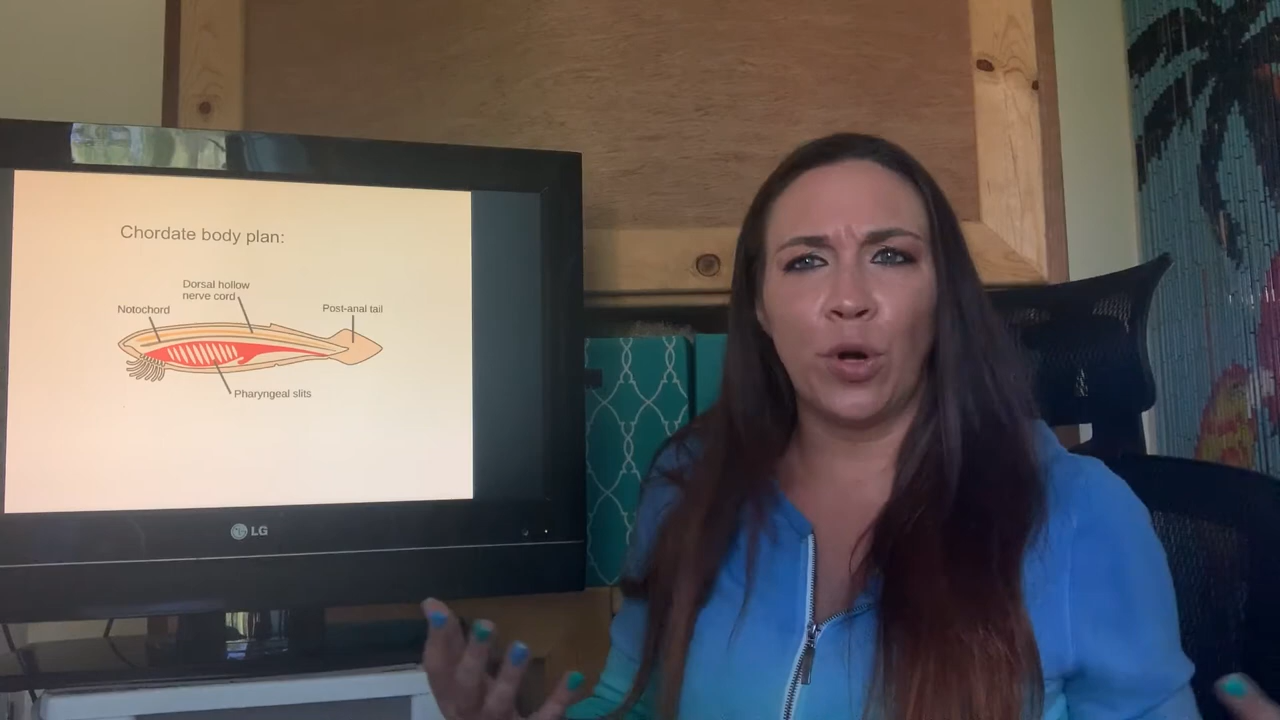 Chordate body plan:
Dorsal hollow
nerve cord
Notochord
Post-anal tail
Pharyngeal slits
LG